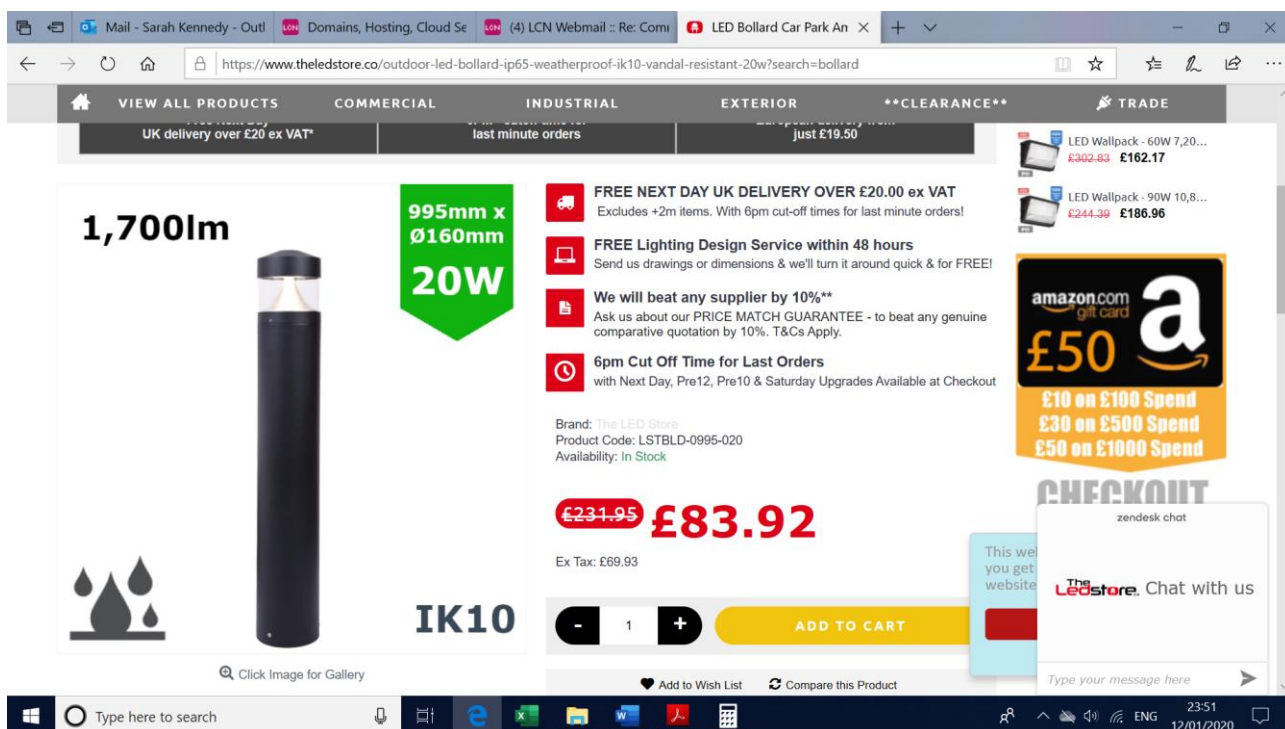 Mail - Sarah Kennedy - Outl
LCN Domains, Hosting, Cloud Se
LCN (4) LCN Webmail :: Re: Com
LED Bollard Car Park An
https://www.theledstore.co/outdoor-led-bollard-ip65-weatherproof-ik10-vandal-resistant-20w?search=bollard
VIEW ALL PRODUCTS COMMERCIAL INDUSTRIAL EXTERIOR **CLEARANCE** TRADE
UK delivery over £20 ex VAT*
last minute orders
just £19.50
LED Wallpack - 60W 7,20...
£302.83 £162.17
LED Wallpack - 90W 10,8...
£244.39 £186.96
1,700lm
995mm x
Ø160mm
20W
IK10
Click Image for Gallery
FREE NEXT DAY UK DELIVERY OVER £20.00 ex VAT
Excludes +2m items. With 6pm cut-off times for last minute orders!
FREE Lighting Design Service within 48 hours
Send us drawings or dimensions & we'll turn it around quick & for FREE!
We will beat any supplier by 10%**
Ask us about our PRICE MATCH GUARANTEE - to beat any genuine
comparative quotation by 10%. T&Cs Apply.
6pm Cut Off Time for Last Orders
with Next Day, Pre12, Pre10 & Saturday Upgrades Available at Checkout
Brand: The LED Store
Product Code: LSTBLD-0995-020
Availability: In Stock
£231.95 £83.92
Ex Tax: £69.93
- 1 + ADD TO CART
Add to Wish List Compare this Product
amazon.com
gift card
£50
£10 on £100 Spend
£30 on £500 Spend
£50 on £1000 Spend
CHECKOUT
This we
you get
website
zendesk chat
The Ledstore. Chat with us
Type your message here
Type here to search
ENG
23:51
12/01/2020